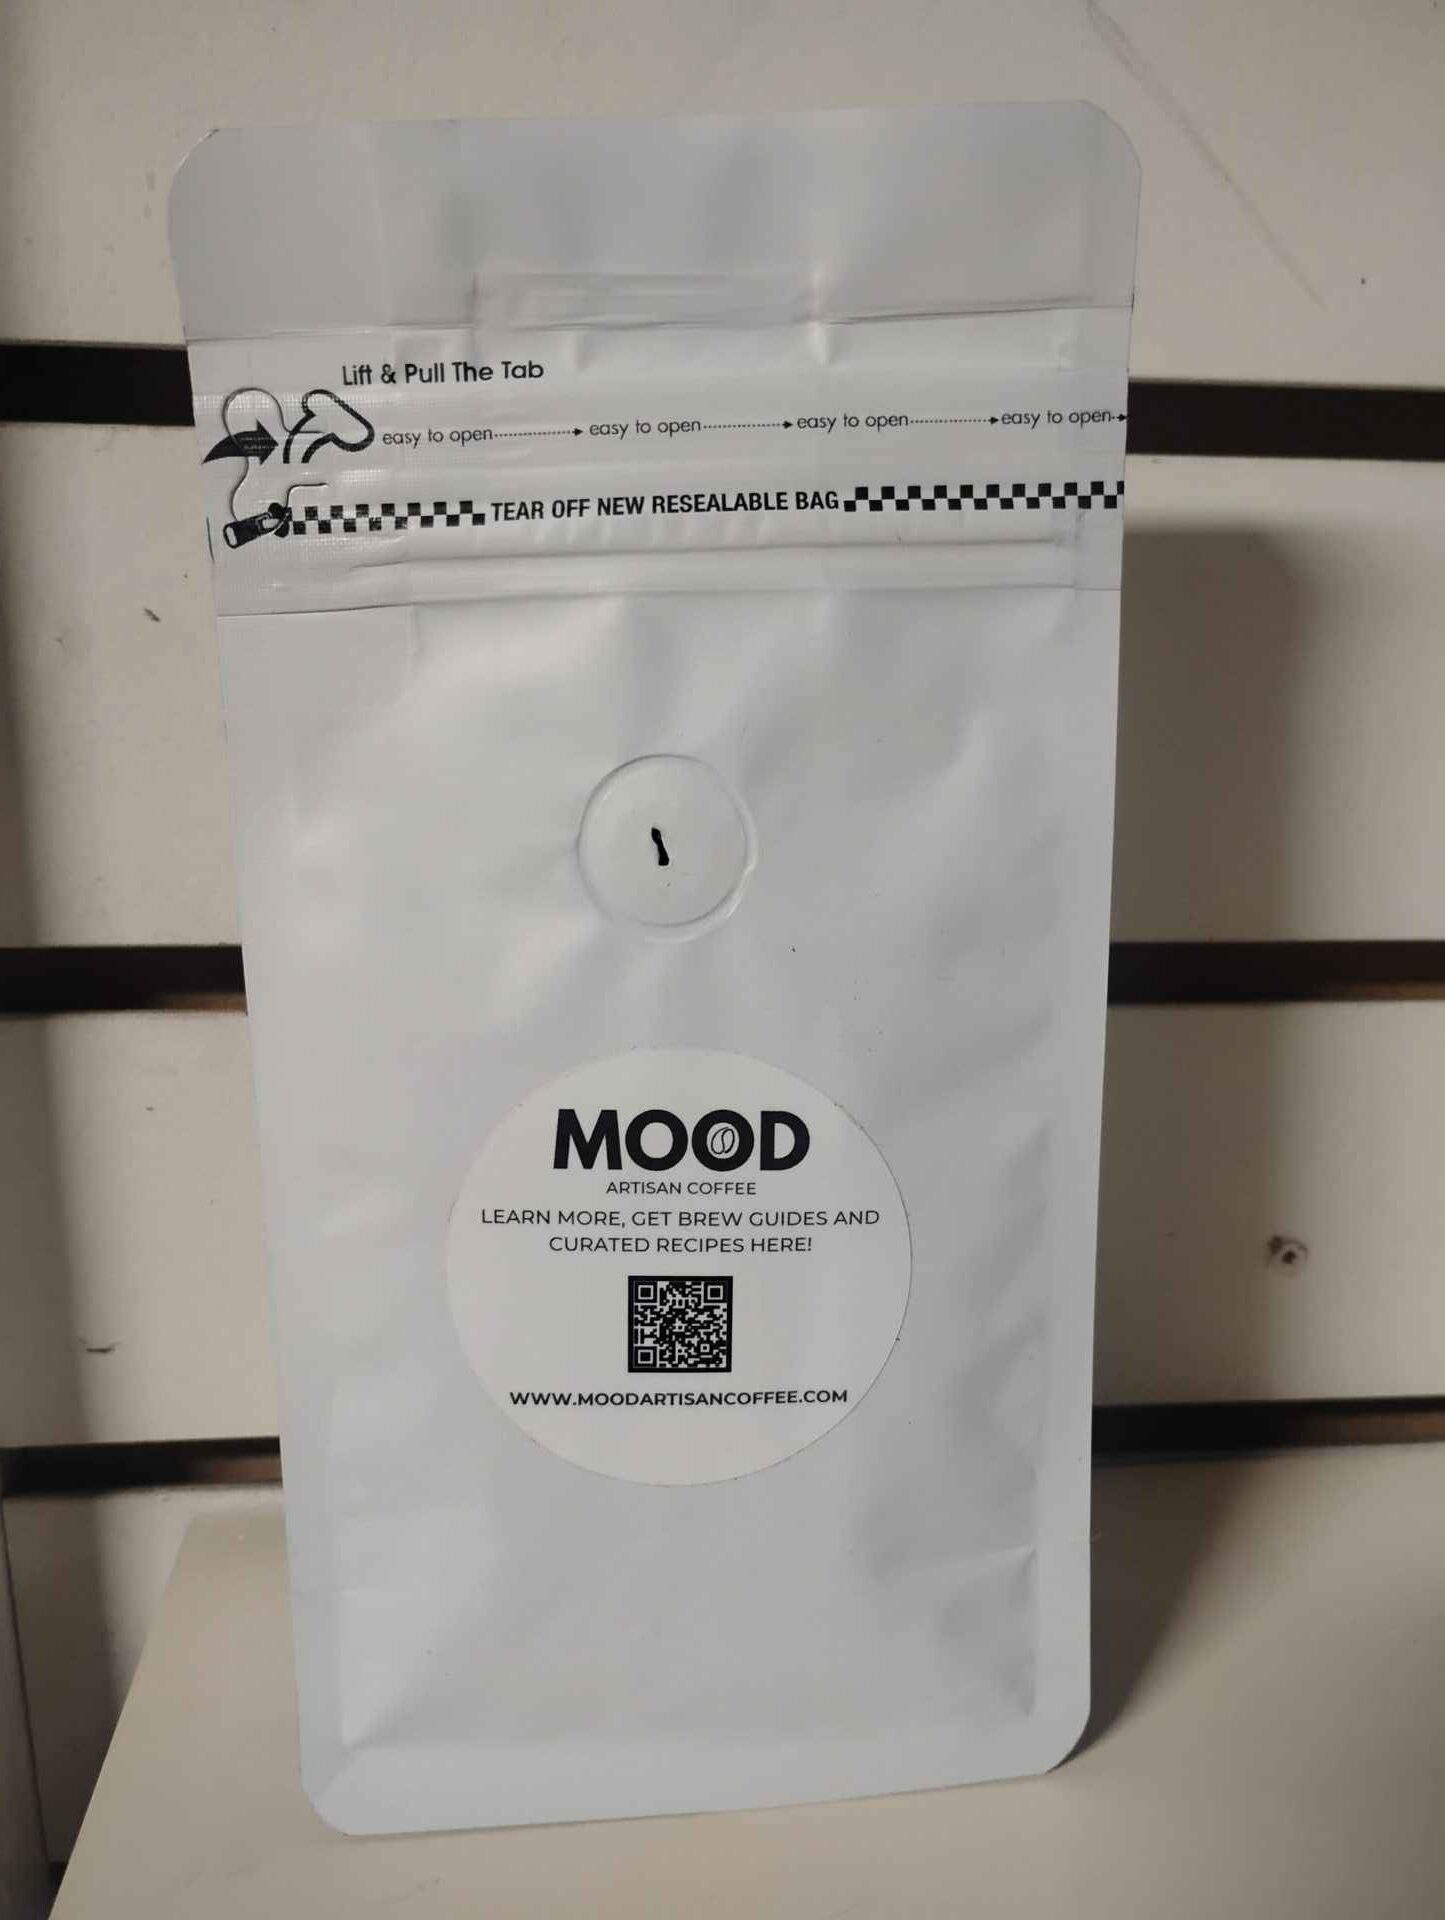 Lift & Pull The Tab
easy to open easy to open easy to open easy to open
TEAR OFF NEW RESEALABLE BAG
MOOD
ARTISAN COFFEE
LEARN MORE, GET BREW GUIDES AND
CURATED RECIPES HERE!
WWW.MOODARTISANCOFFEE.COM